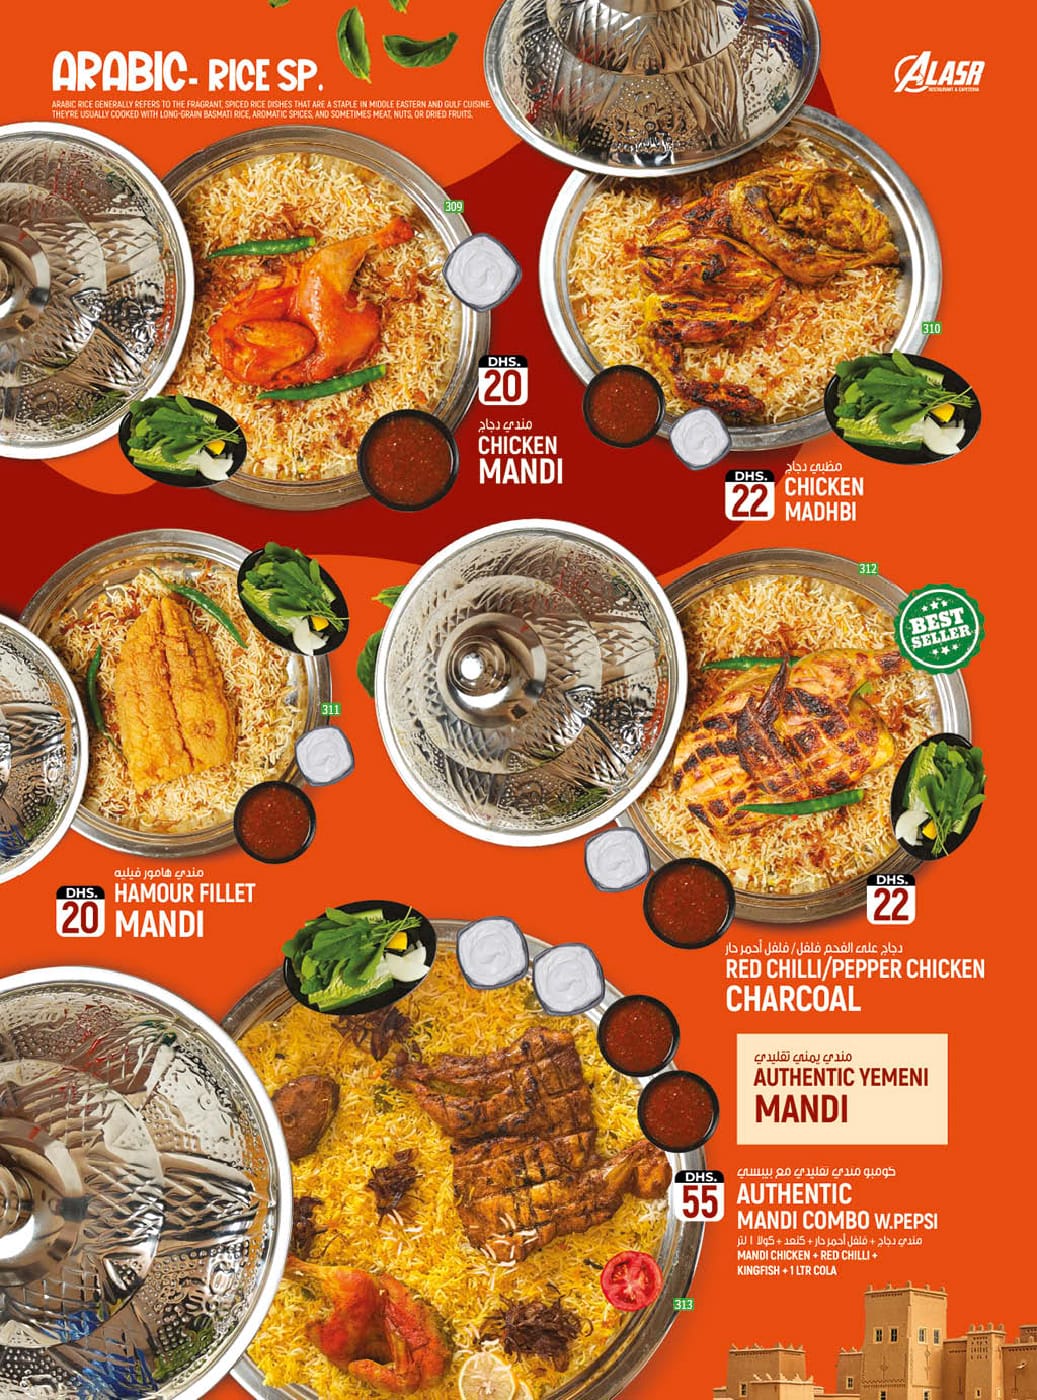 ARABIC- RICE SP.
ARABIC RICE GENERALLY REFERS TO THE FRAGRANT, SPICED RICE DISHES THAT ARE A STAPLE IN MIDDLE EASTERN AND GULF CUISINE.
THEY'RE USUALLY COOKED WITH LONG-GRAIN BASMATI RICE, AROMATIC SPICES, AND SOMETIMES MEAT, NUTS, OR DRIED FRUITS.
ALASR
RESTAURANT & CAFETERIA
309
DHS.
20
مندي دجاج
CHICKEN
MANDI
310
DHS.
22
مظبي دجاج
CHICKEN
MADHBI
311
DHS.
20
مندي هامور فيليه
HAMOUR FILLET
MANDI
312
BEST
SELLER
DHS.
22
دجاج على الفحم فلفل/ فلفل أحمر حار
RED CHILLI/PEPPER CHICKEN
CHARCOAL
مندي يمني تقليدي
AUTHENTIC YEMENI
MANDI
DHS.
55
كومبو مندي تقليدي مع بيبسي
AUTHENTIC
MANDI COMBO W.PEPSI
مندي دجاج + فلفل أحمر حار + كنعد + كولا ١ لتر
MANDI CHICKEN + RED CHILLI +
KINGFISH + 1 LTR COLA
313